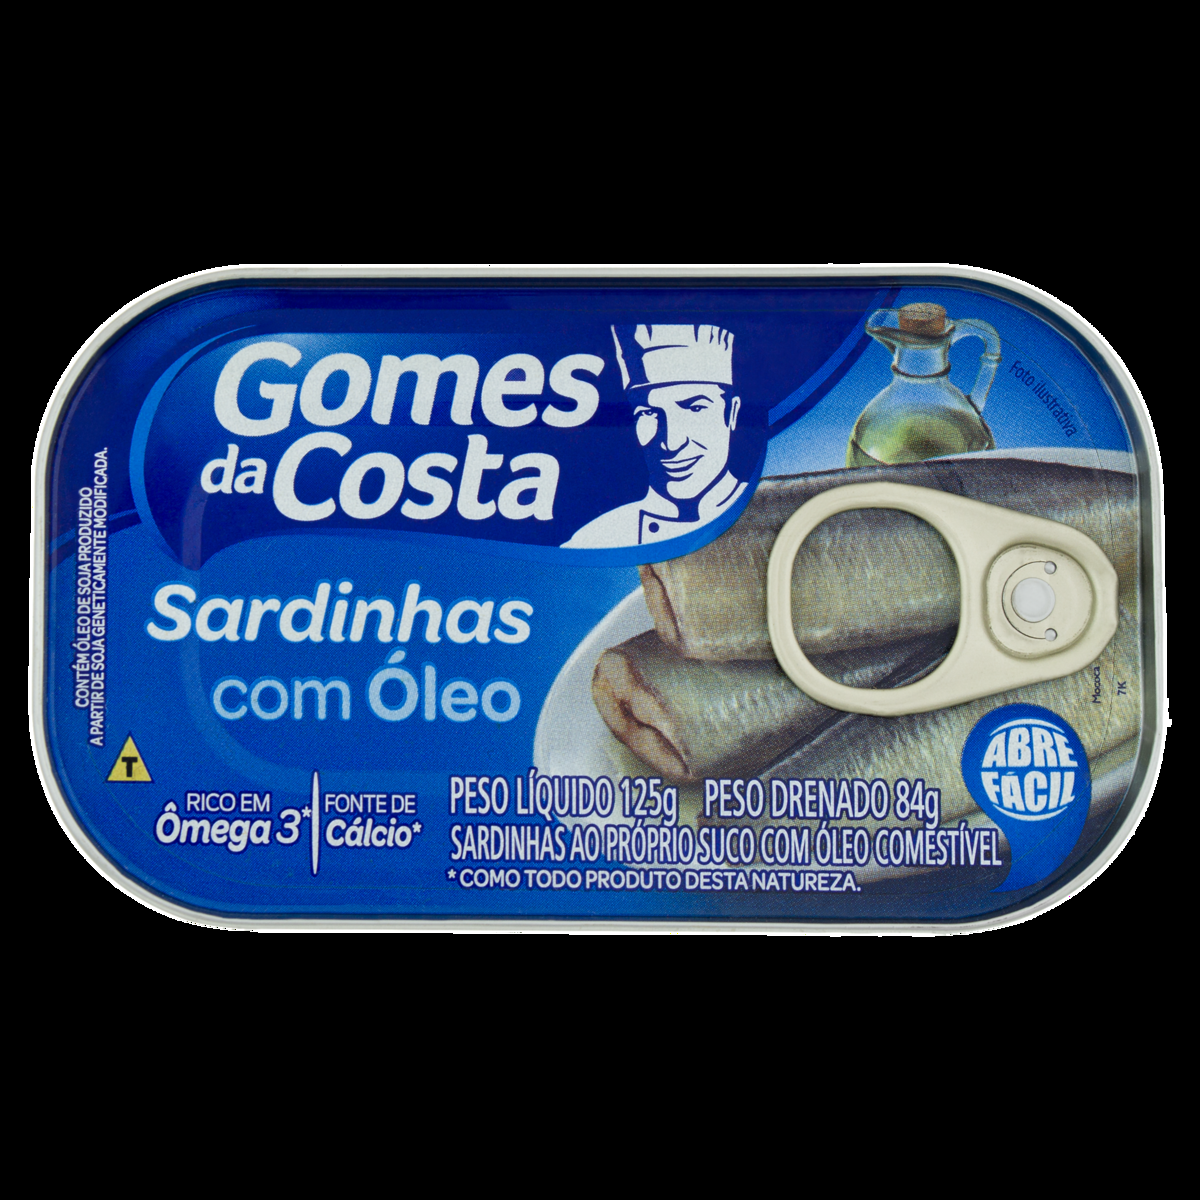 Gomes
da Costa
Foto ilustrativa
CONTÉM ÓLEO DE SOJA PRODUZIDO
A PARTIR DE SOJA GENETICAMENTE MODIFICADA.
T
Sardinhas
com Óleo
Mococa
7K
ABRE
FÁCIL
RICO EM
Ômega 3*
FONTE DE
Cálcio*
PESO LÍQUIDO 125g PESO DRENADO 84g
SARDINHAS AO PRÓPRIO SUCO COM ÓLEO COMESTÍVEL
*COMO TODO PRODUTO DESTA NATUREZA.